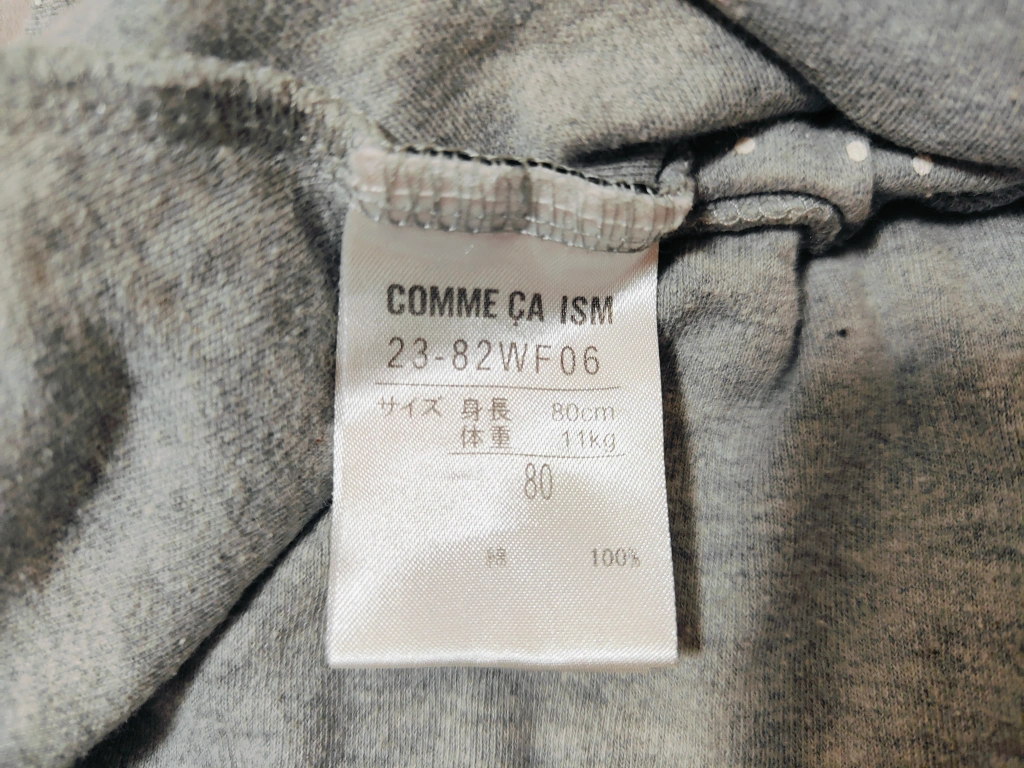 COMME ÇA ISM
23-82WF06
サイズ 身長 80cm
体重 11kg
80
綿 100%